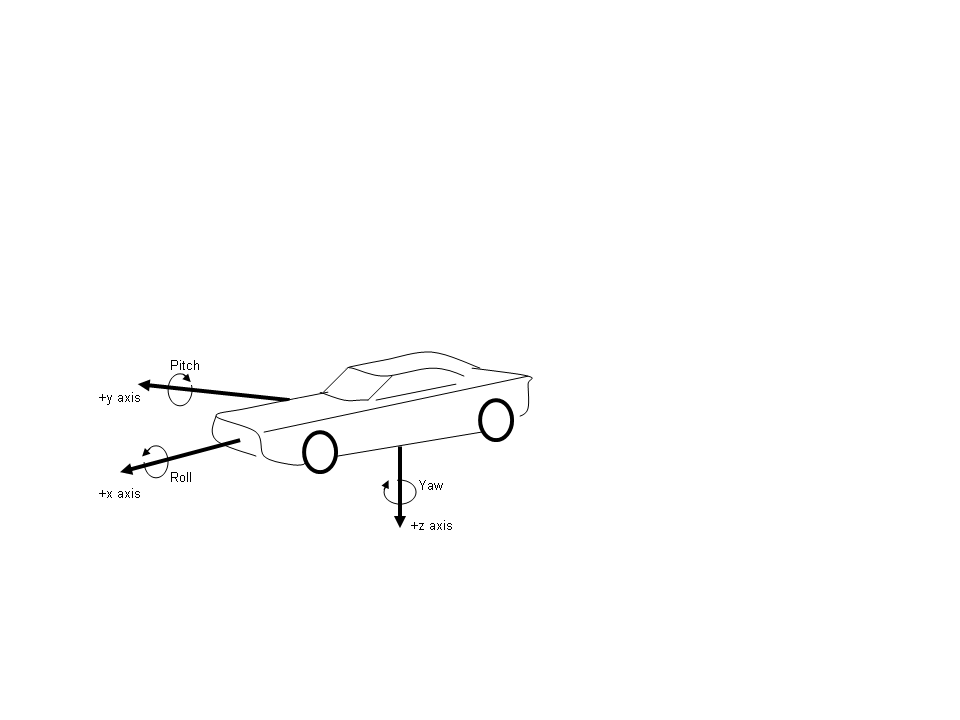 Pitch
+y axis
Roll
+x axis
Yaw
+z axis